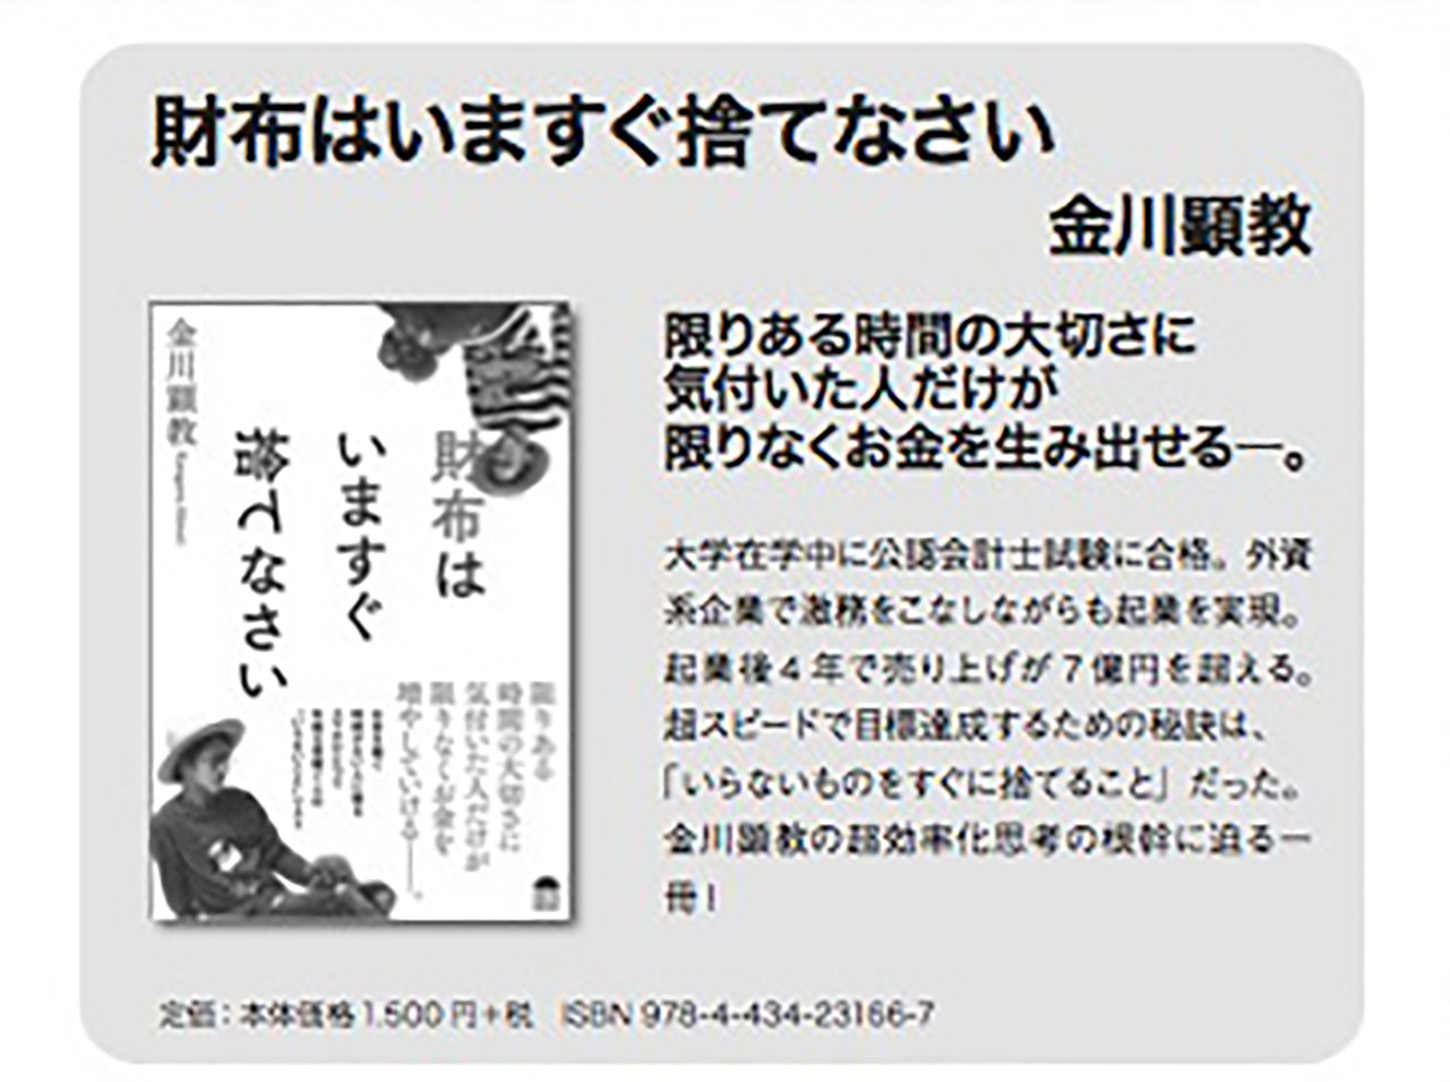 財布はいますぐ捨てなさい
金川顕教
金川顕教
財布は
いますぐ
捨てなさい
限りある
時間の大切さに
気付いた人だけが
限りなくお金を
増やしていける――。
限りある時間の大切さに
気付いた人だけが
限りなくお金を生み出せる―。
大学在学中に公認会計士試験に合格。外資
系企業で激務をこなしながらも起業を実現。
起業後4年で売り上げが7億円を超える。
超スピードで目標達成するための秘訣は、
「いらないものをすぐに捨てること」だった。
金川顕教の超効率化思考の根幹に迫る一
冊！
定価：本体価格1,500円＋税　ISBN 978-4-434-23166-7